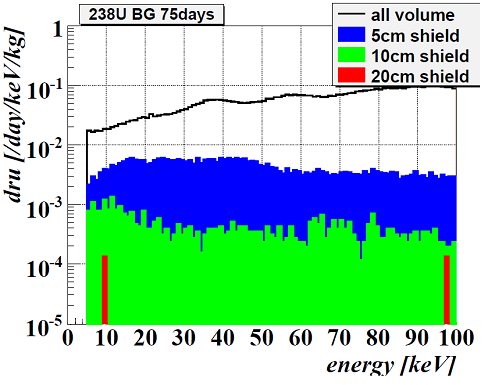 238U BG 75days
all volume
5cm shield
10cm shield
20cm shield
dru [/day/keV/kg]
1
10⁻¹
10⁻²
10⁻³
10⁻⁴
10⁻⁵
0 10 20 30 40 50 60 70 80 90 100
energy [keV]